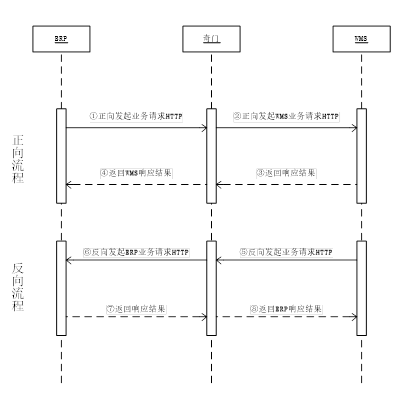 ERP
奇门
WMS
正向流程
①正向发起业务请求HTTP
②正向发起WMS业务请求HTTP
④返回WMS响应结果
③返回响应结果
反向流程
⑥反向发起ERP业务请求HTTP
⑤反向发起业务请求HTTP
⑦返回响应结果
⑧返回ERP响应结果